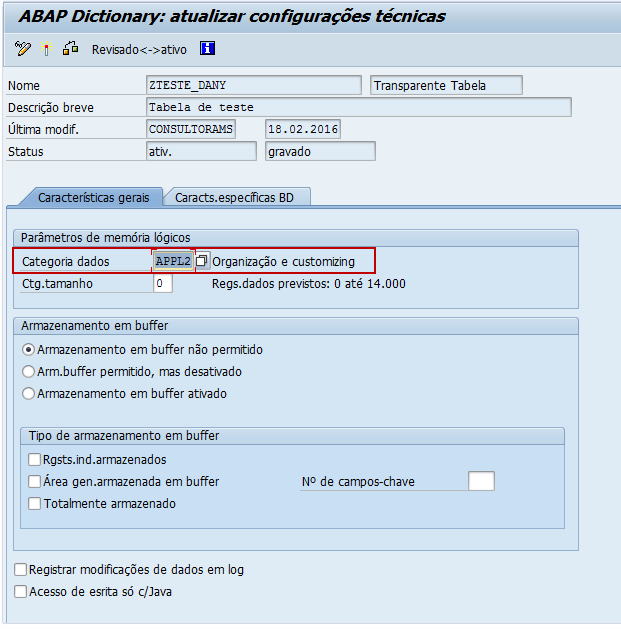 ABAP Dictionary: atualizar configurações técnicas
Revisado<->ativo
Nome ZTESTE_DANY Transparente Tabela
Descrição breve Tabela de teste
Última modif. CONSULTORAMS 18.02.2016
Status ativ. gravado
Características gerais Caracts.específicas BD
Parâmetros de memória lógicos
Categoria dados APPL2 Organização e customizing
Ctg.tamanho 0 Regs.dados previstos: 0 até 14.000
Armazenamento em buffer
Armazenamento em buffer não permitido
Arm.buffer permitido, mas desativado
Armazenamento em buffer ativado
Tipo de armazenamento em buffer
Rgsts.ind.armazenados
Área gen.armazenada em buffer Nº de campos-chave
Totalmente armazenado
Registrar modificações de dados em log
Acesso de esrita só c/Java